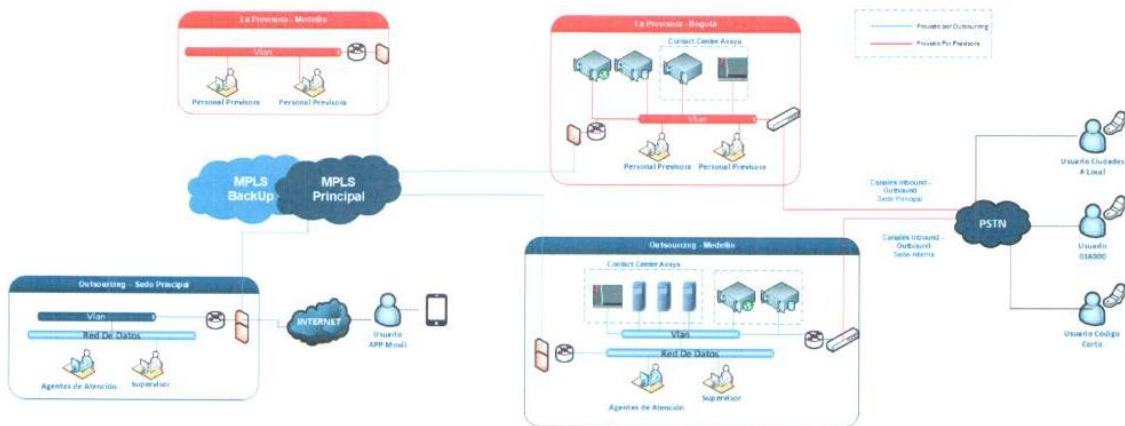 La Previsora - Medellín
Vlan
Personal Previsora
Personal Previsora
La Previsora - Bogota
Contact Center Avaya
Vlan
Personal Previsora
Personal Previsora
Proveido por Outsourcing
Proveido Por Previsora
MPLS
BackUp
MPLS
Principal
Canales Inbound -
Outbound
Sede Principal
Canales Inbound -
Outbound
Sede Alterna
PSTN
Usuario Ciudades
# Local
Usuario
018000
Usuario Código
Corto
Outsourcing - Sede Principal
Vlan
Red De Datos
Agentes de Atención
Supervisor
INTERNET
Usuario
APP Movil
Outsourcing - Medellín
Contact Center Avaya
Vlan
Red De Datos
Agentes de Atención
Supervisor